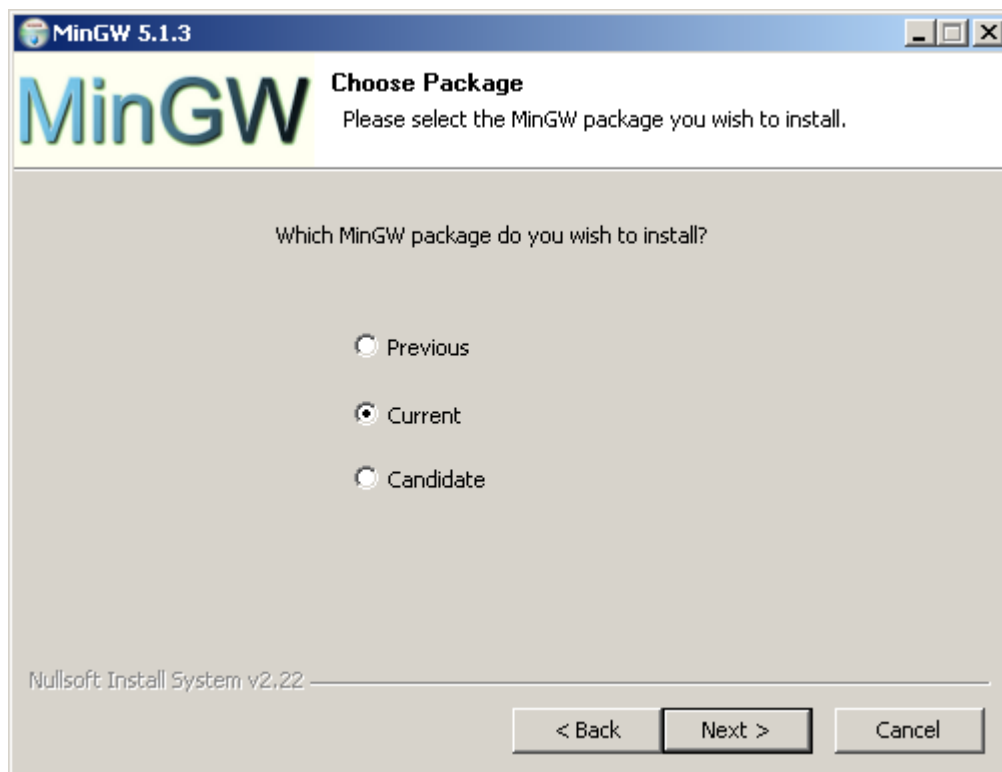 MinGW 5.1.3
MinGW
Choose Package
Please select the MinGW package you wish to install.
Which MinGW package do you wish to install?
Previous
Current
Candidate
Nullsoft Install System v2.22
< Back
Next >
Cancel